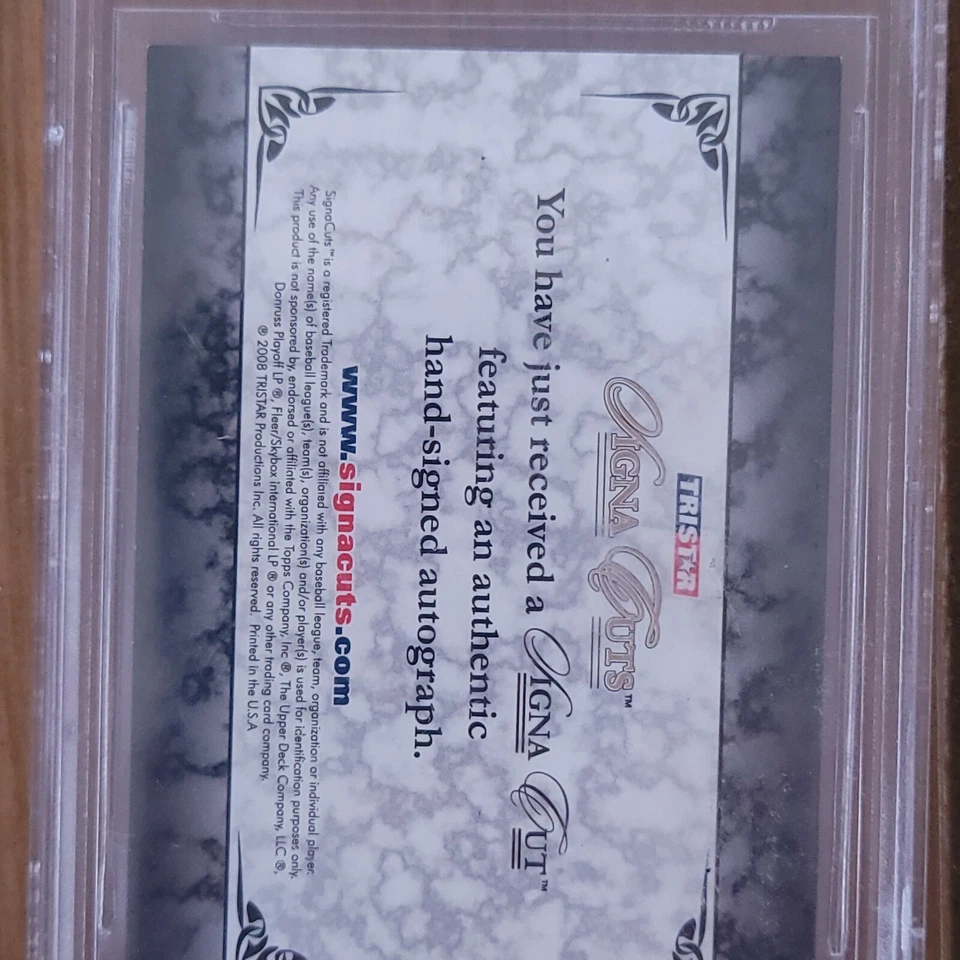 TRISTAR
SIGNA CUTS™
You have just received a SIGNA CUT™
featuring an authentic
hand-signed autograph.
www.signacuts.com
SignaCuts™ is a registered Trademark and is not affiliated with any baseball league, team, organization or individual player.
Any use of the name(s) of baseball league(s), team(s), organization(s) and/or player(s) is used for identification purposes only.
This product is not sponsored by, endorsed or affiliated with the Topps Company, Inc ®, The Upper Deck Company, LLC ®,
Donruss Playoff LP ®, Fleer/Skybox International LP ® or any other trading card company.
® 2008 TRISTAR Productions Inc. All rights reserved. Printed in the U.S.A